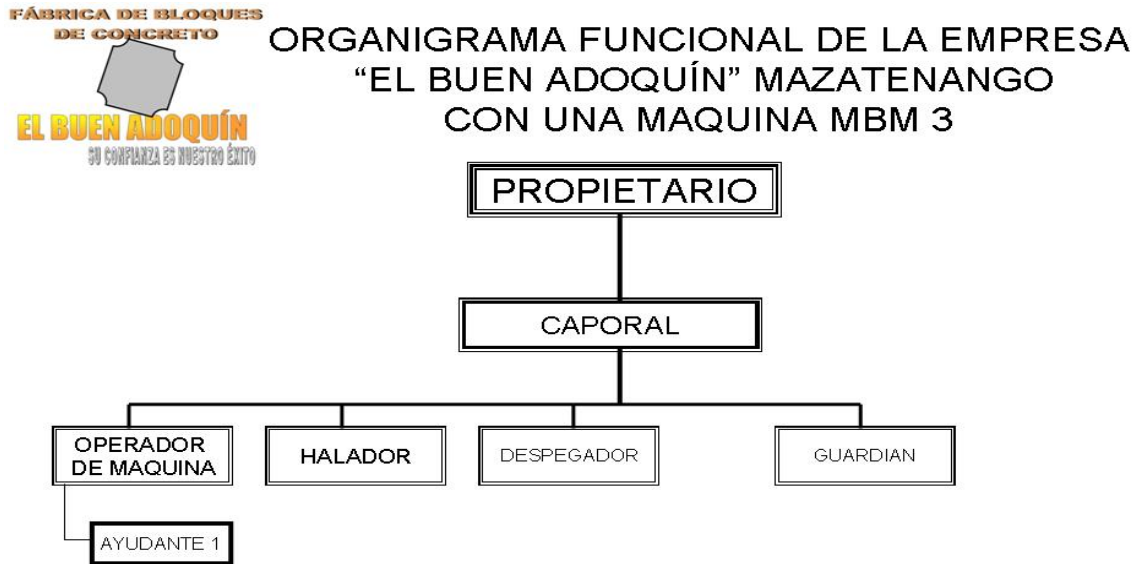 FÁBRICA DE BLOQUES
DE CONCRETO
EL BUEN ADOQUÍN
SU CONFIANZA ES NUESTRO ÉXITO
ORGANIGRAMA FUNCIONAL DE LA EMPRESA
“EL BUEN ADOQUÍN” MAZATENANGO
CON UNA MAQUINA MBM 3
PROPIETARIO
CAPORAL
OPERADOR
DE MAQUINA
HALADOR
DESPEGADOR
GUARDIAN
AYUDANTE 1